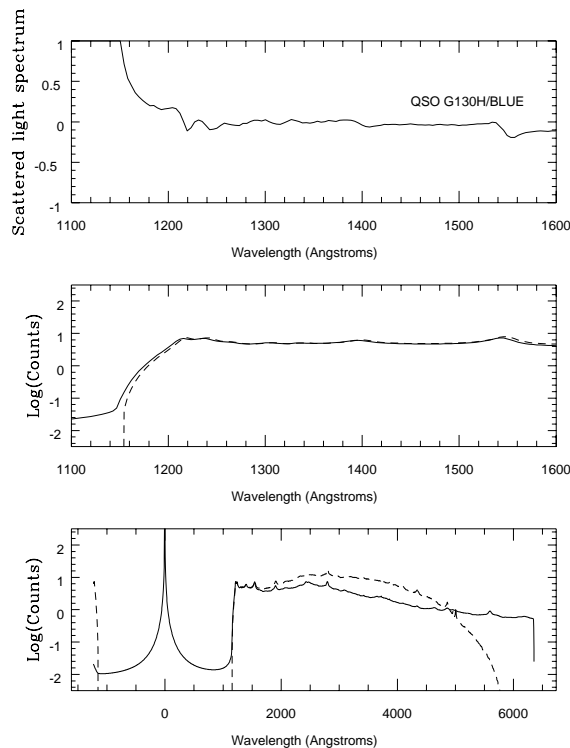 Scattered light spectrum
1
0.5
0
-0.5
-1
QSO G130H/BLUE
1100 1200 1300 1400 1500 1600
Wavelength (Angstroms)
Log(Counts)
2
1
0
-1
-2
1100 1200 1300 1400 1500 1600
Wavelength (Angstroms)
Log(Counts)
2
1
0
-1
-2
0 2000 4000 6000
Wavelength (Angstroms)